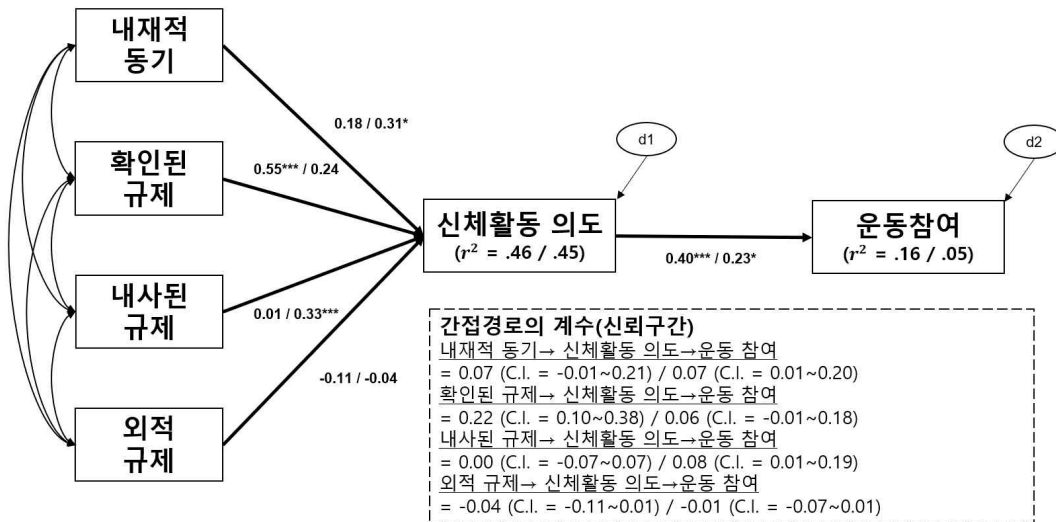 내재적
동기
0.18 / 0.31*
d1
d2
확인된
규제
0.55*** / 0.24
신체활동 의도
(r² = .46 / .45)
운동참여
(r² = .16 / .05)
0.40*** / 0.23*
내사된
규제
0.01 / 0.33***
-0.11 / -0.04
외적
규제
간접경로의 계수(신뢰구간)
내재적 동기→ 신체활동 의도→운동 참여
= 0.07 (C.I. = -0.01~0.21) / 0.07 (C.I. = 0.01~0.20)
확인된 규제→ 신체활동 의도→운동 참여
= 0.22 (C.I. = 0.10~0.38) / 0.06 (C.I. = -0.01~0.18)
내사된 규제→ 신체활동 의도→운동 참여
= 0.00 (C.I. = -0.07~0.07) / 0.08 (C.I. = 0.01~0.19)
외적 규제→ 신체활동 의도→운동 참여
= -0.04 (C.I. = -0.11~0.01) / -0.01 (C.I. = -0.07~0.01)